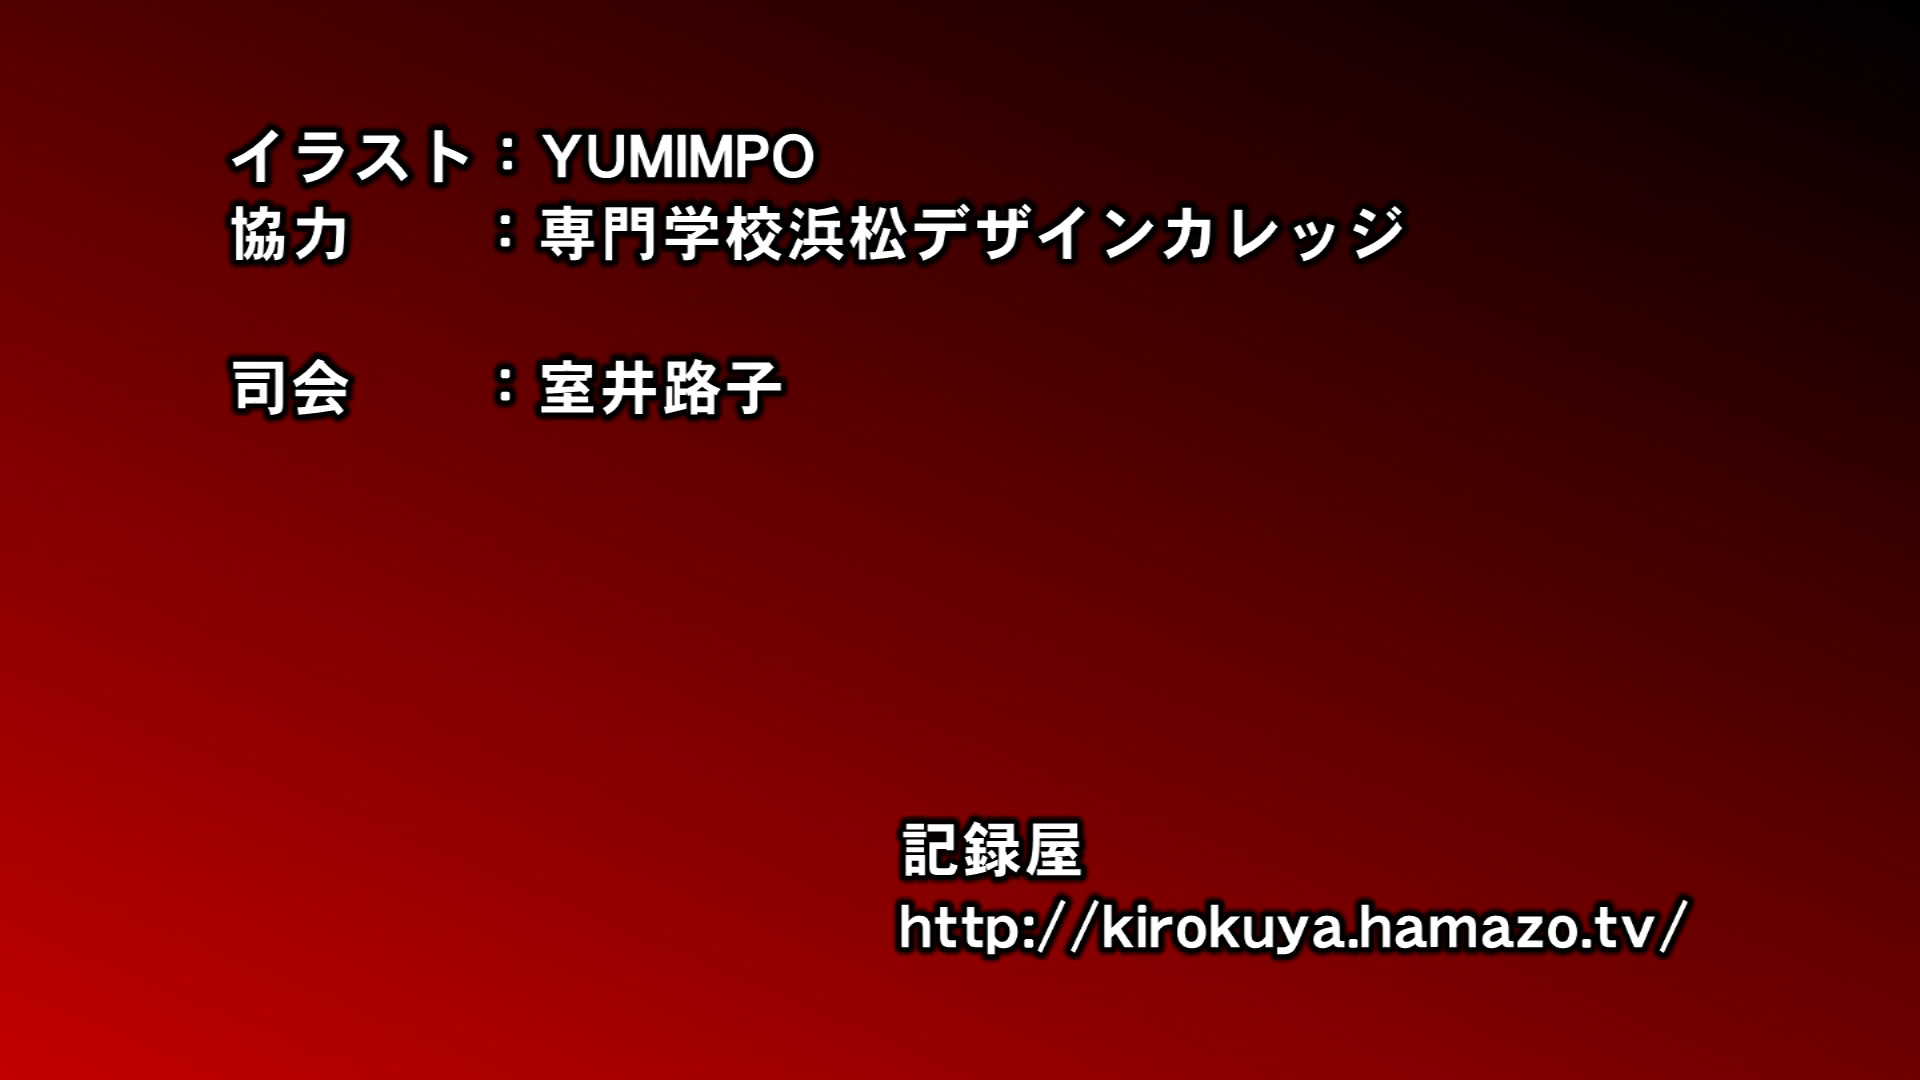 イラスト：YUMIMPO
協力　　：専門学校浜松デザインカレッジ
司会　　：室井路子
記録屋
http://kirokuya.hamazo.tv/